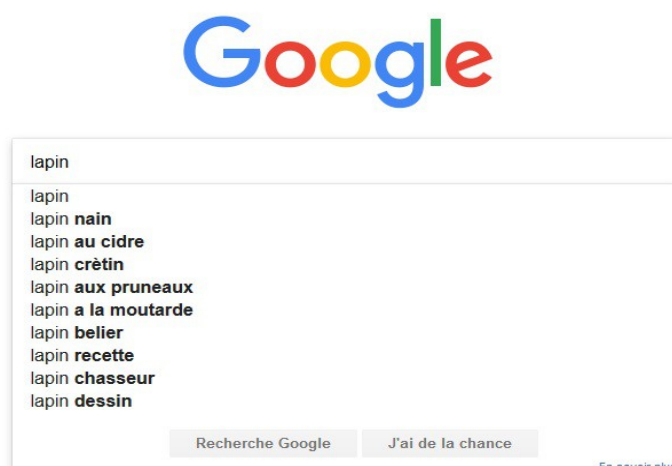 Google
lapin
lapin
lapin nain
lapin au cidre
lapin crètin
lapin aux pruneaux
lapin a la moutarde
lapin belier
lapin recette
lapin chasseur
lapin dessin
Recherche Google J'ai de la chance